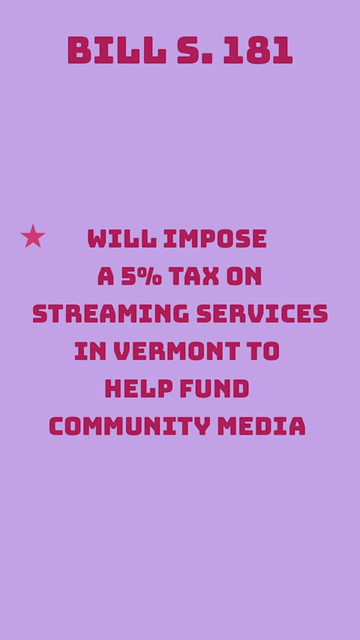 BILL S. 181
WILL IMPOSE
A 5% TAX ON
STREAMING SERVICES
IN VERMONT TO
HELP FUND
COMMUNITY MEDIA